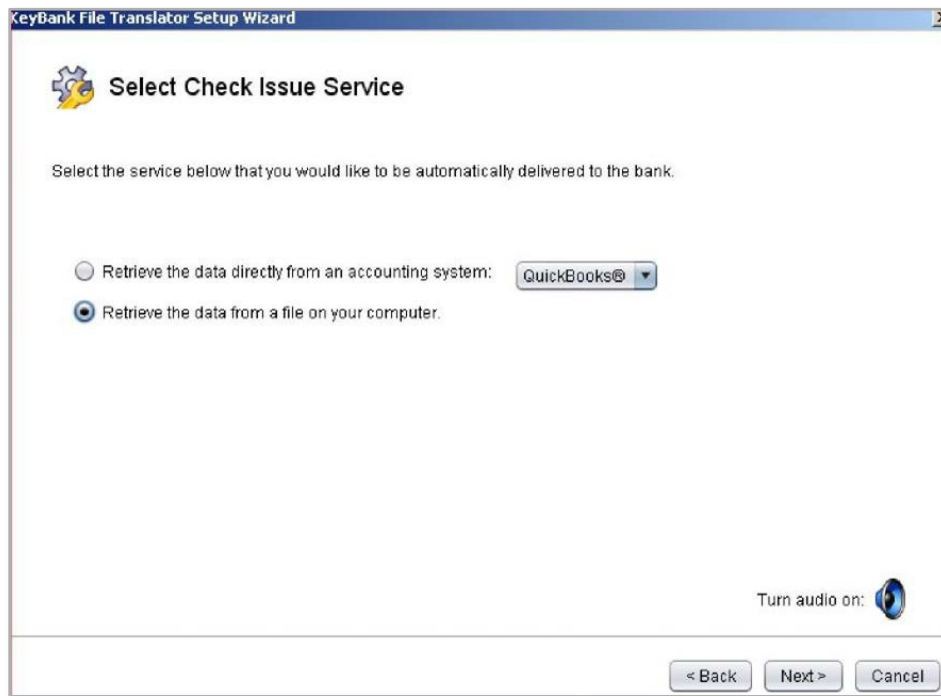 KeyBank File Translator Setup Wizard
Select Check Issue Service
Select the service below that you would like to be automatically delivered to the bank.
Retrieve the data directly from an accounting system: QuickBooks®
Retrieve the data from a file on your computer.
Turn audio on:
< Back Next > Cancel